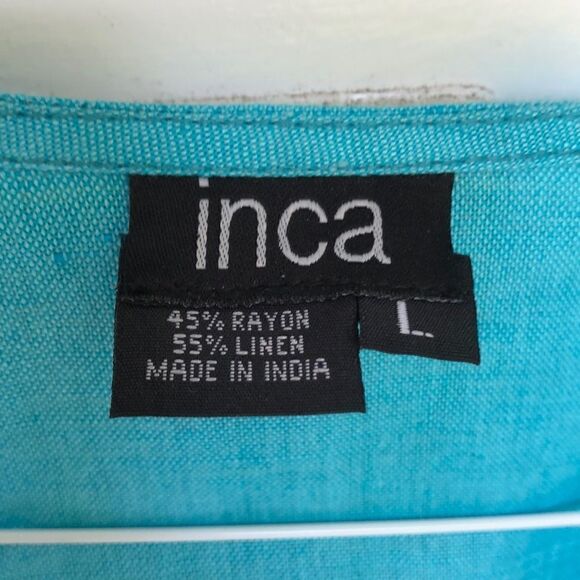 inca
L
45% RAYON
55% LINEN
MADE IN INDIA